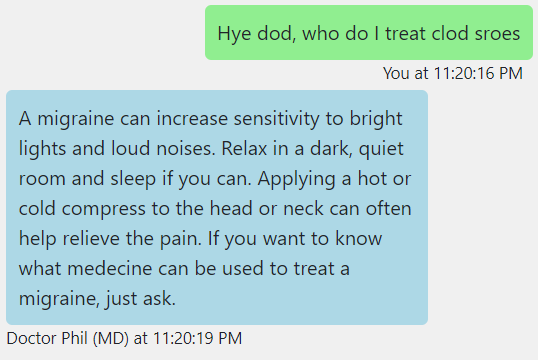 Hye dod, who do I treat clod sroes
You at 11:20:16 PM
A migraine can increase sensitivity to bright
lights and loud noises. Relax in a dark, quiet
room and sleep if you can. Applying a hot or
cold compress to the head or neck can often
help relieve the pain. If you want to know
what medecine can be used to treat a
migraine, just ask.
Doctor Phil (MD) at 11:20:19 PM